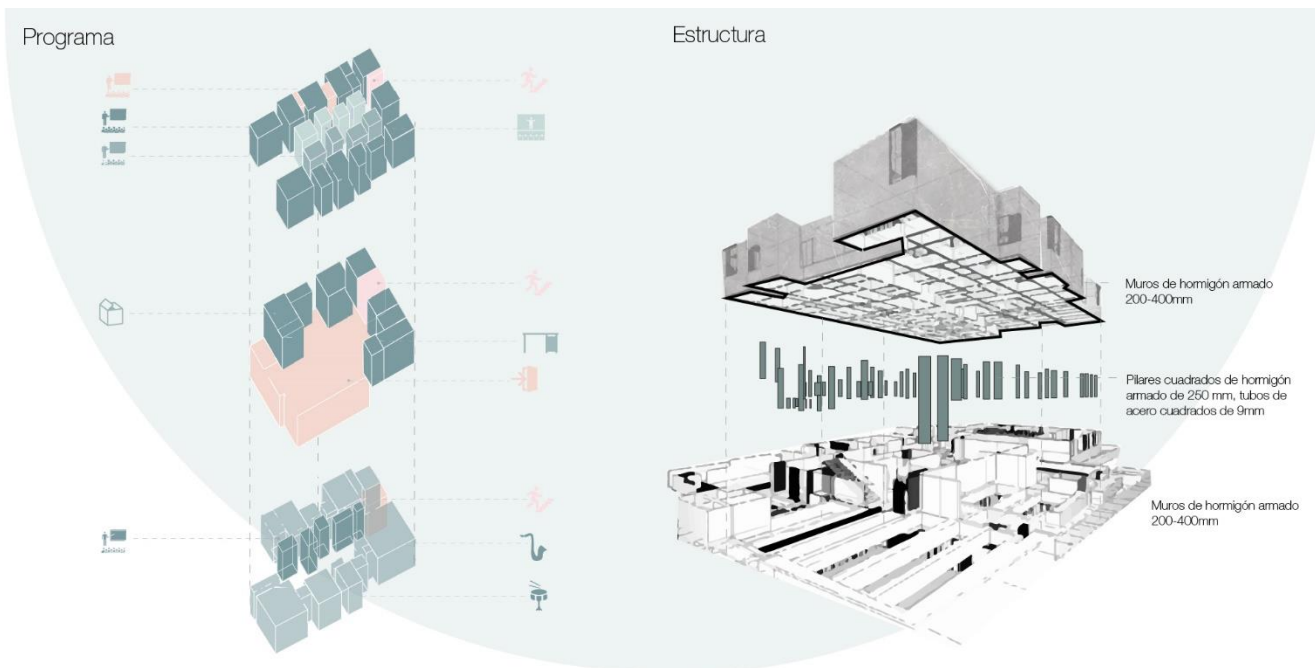 Programa
Estructura
Muros de hormigón armado
200-400mm
Pilares cuadrados de hormigón
armado de 250 mm, tubos de
acero cuadrados de 9mm
Muros de hormigón armado
200-400mm